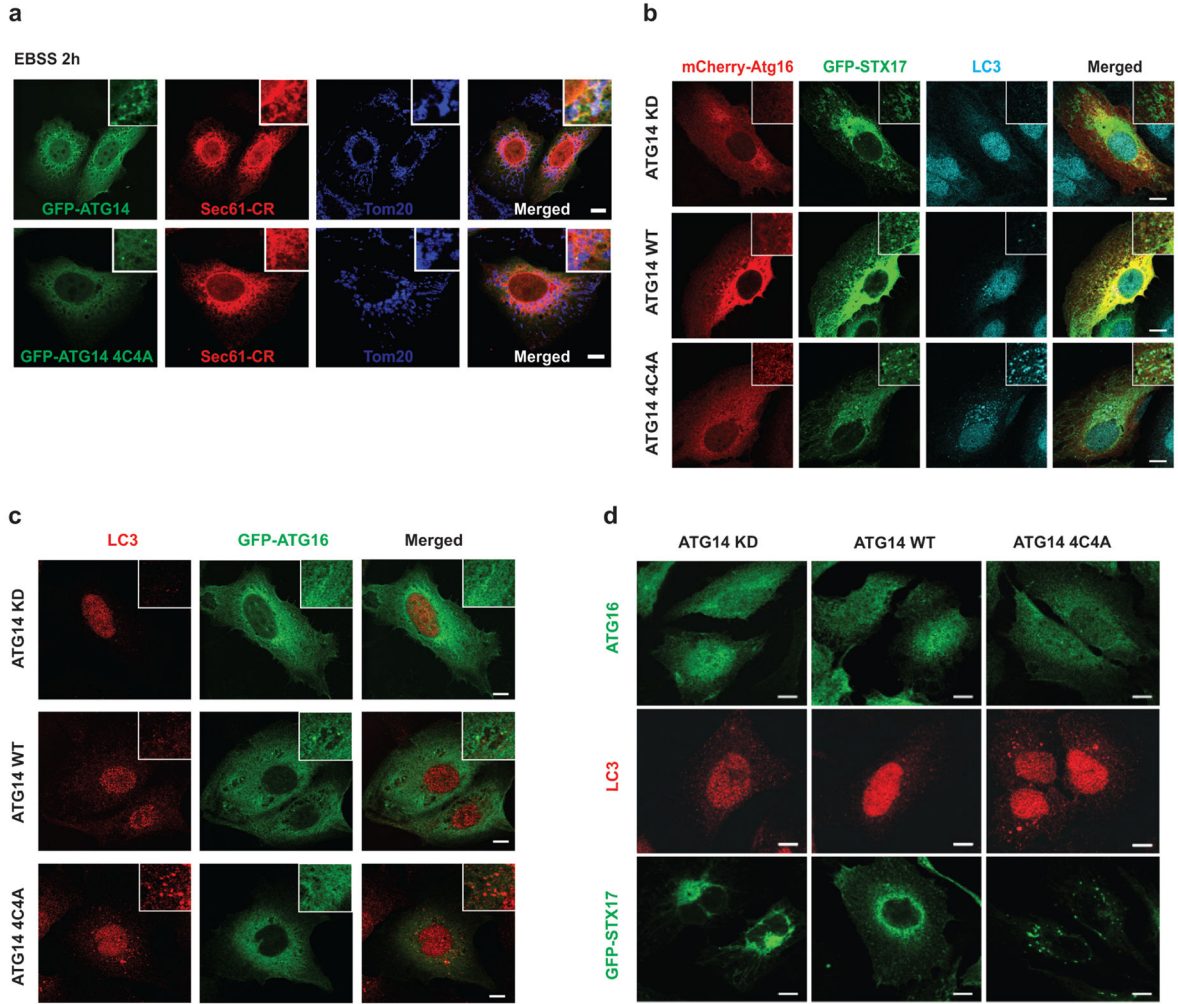 a
EBSS 2h
GFP-ATG14
Sec61-CR
Tom20
Merged
GFP-ATG14 4C4A
Sec61-CR
Tom20
Merged
b
mCherry-Atg16
GFP-STX17
LC3
Merged
ATG14 KD
ATG14 WT
ATG14 4C4A
c
LC3
GFP-ATG16
Merged
ATG14 KD
ATG14 WT
ATG14 4C4A
d
ATG14 KD
ATG14 WT
ATG14 4C4A
ATG16
LC3
GFP-STX17